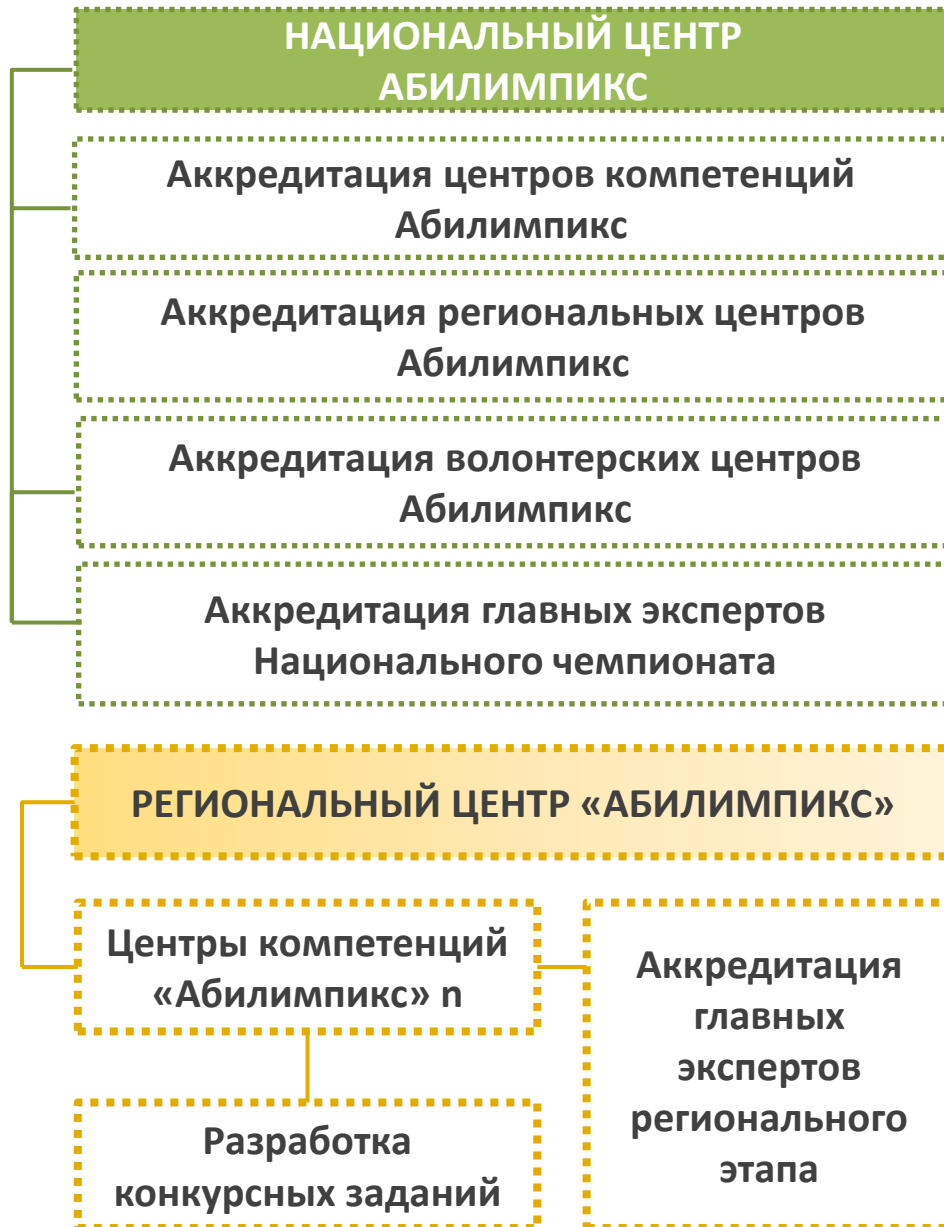 НАЦИОНАЛЬНЫЙ ЦЕНТР
АБИЛИМПИКС
Аккредитация центров компетенций
Абилимпикс
Аккредитация региональных центров
Абилимпикс
Аккредитация волонтерских центров
Абилимпикс
Аккредитация главных экспертов
Национального чемпионата
РЕГИОНАЛЬНЫЙ ЦЕНТР «АБИЛИМПИКС»
Центры компетенций
«Абилимпикс» n
Аккредитация
главных
экспертов
регионального
этапа
Разработка
конкурсных заданий